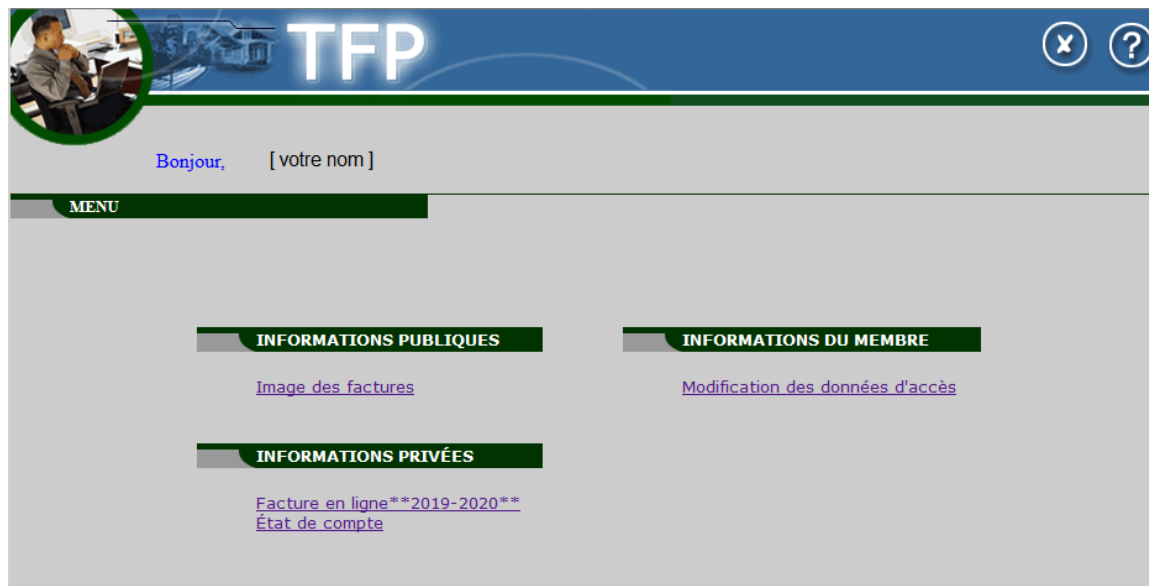 TFP
Bonjour, [ votre nom ]
MENU
INFORMATIONS PUBLIQUES
INFORMATIONS DU MEMBRE
Image des factures
Modification des données d'accès
INFORMATIONS PRIVÉES
Facture en ligne**2019-2020**
État de compte